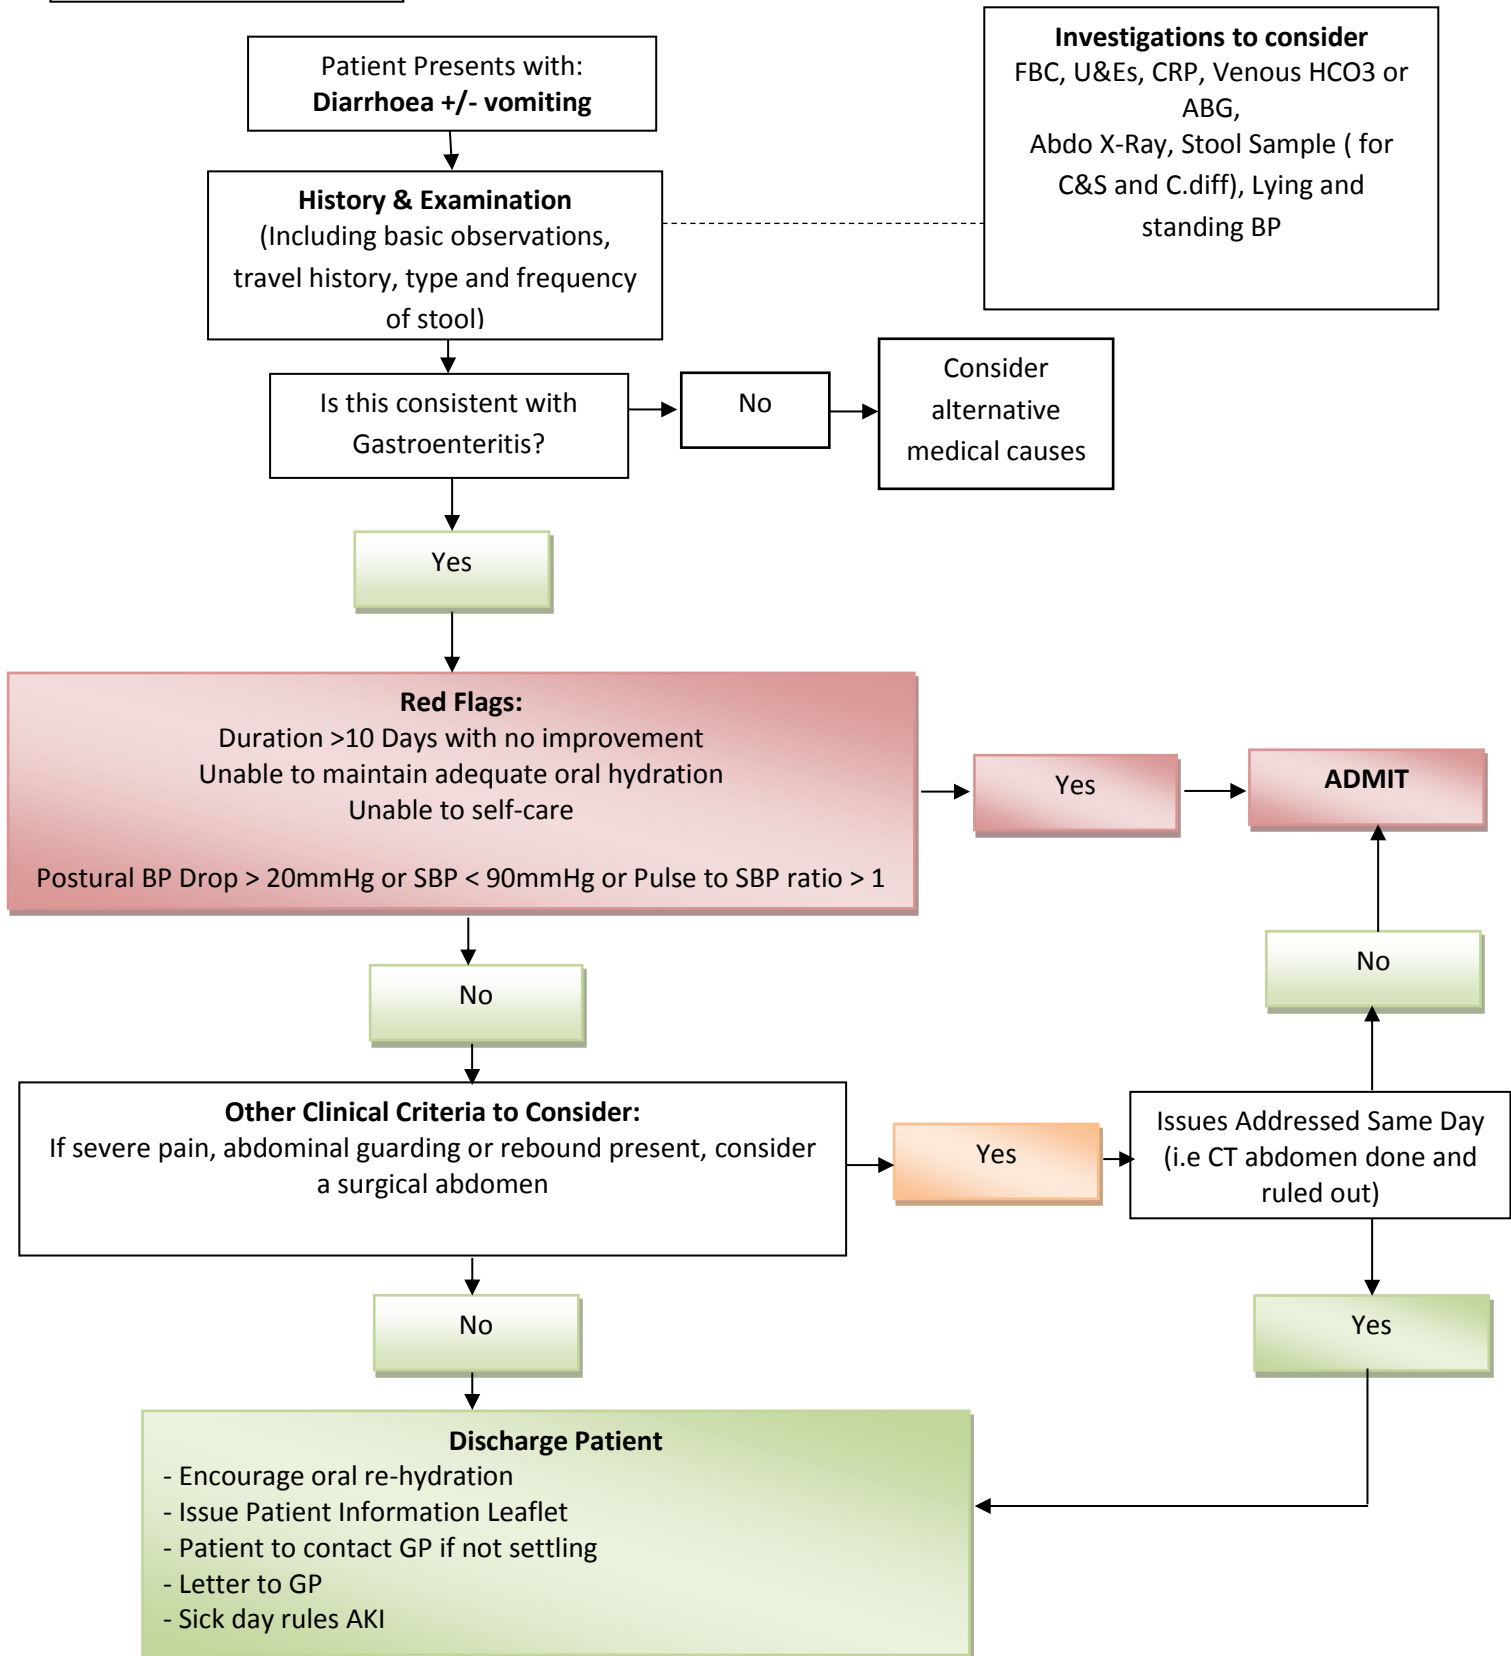 Patient Presents with:
Diarrhoea +/- vomiting
Investigations to consider
FBC, U&Es, CRP, Venous HCO3 or
ABG,
Abdo X-Ray, Stool Sample ( for
C&S and C.diff), Lying and
standing BP
History & Examination
(Including basic observations,
travel history, type and frequency
of stool)
Is this consistent with
Gastroenteritis?
No
Consider
alternative
medical causes
Yes
Red Flags:
Duration >10 Days with no improvement
Unable to maintain adequate oral hydration
Unable to self-care
Postural BP Drop > 20mmHg or SBP < 90mmHg or Pulse to SBP ratio > 1
Yes
ADMIT
No
No
Other Clinical Criteria to Consider:
If severe pain, abdominal guarding or rebound present, consider
a surgical abdomen
Yes
Issues Addressed Same Day
(i.e CT abdomen done and
ruled out)
No
Yes
Discharge Patient
- Encourage oral re-hydration
- Issue Patient Information Leaflet
- Patient to contact GP if not settling
- Letter to GP
- Sick day rules AKI